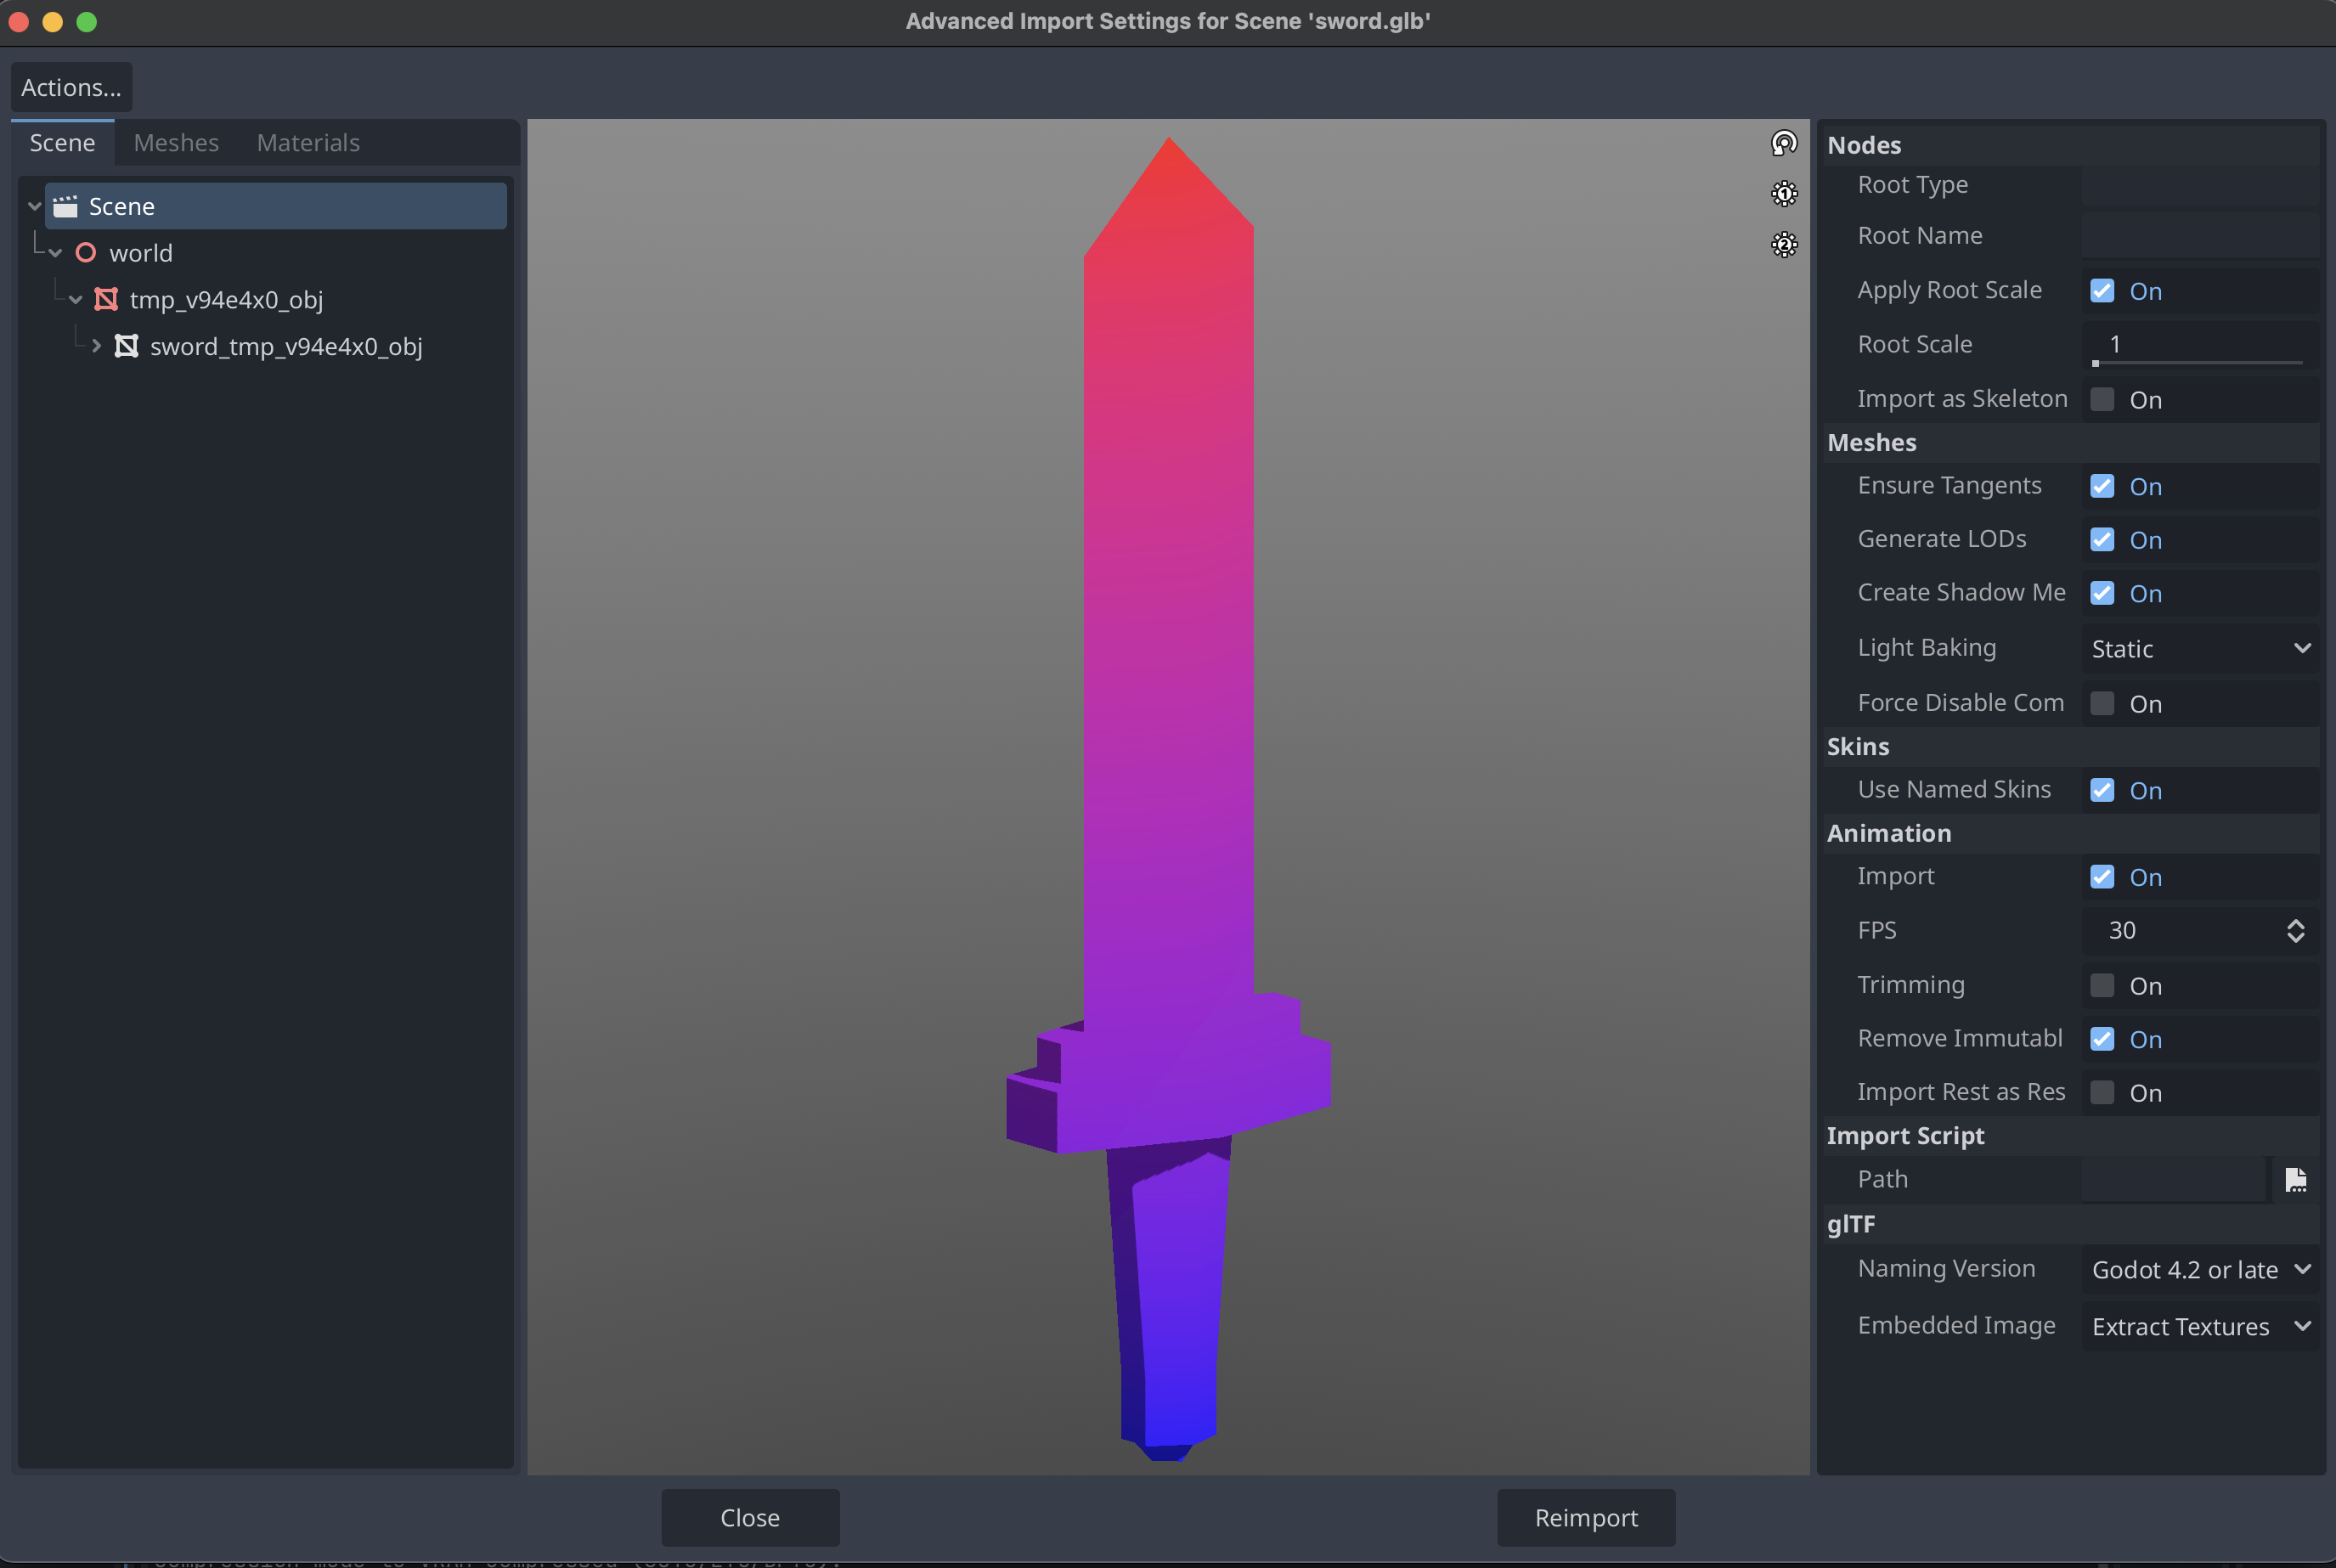 Advanced Import Settings for Scene 'sword.glb'
Actions...
Scene Meshes Materials
Scene
world
tmp_v94e4x0_obj
sword_tmp_v94e4x0_obj
1
2
Nodes
Root Type
Root Name
Apply Root Scale On
Root Scale 1
Import as Skeleton On
Meshes
Ensure Tangents On
Generate LODs On
Create Shadow Me On
Light Baking Static
Force Disable Com On
Skins
Use Named Skins On
Animation
Import On
FPS 30
Trimming On
Remove Immutabl On
Import Rest as Res On
Import Script
Path
glTF
Naming Version Godot 4.2 or late
Embedded Image Extract Textures
Close Reimport